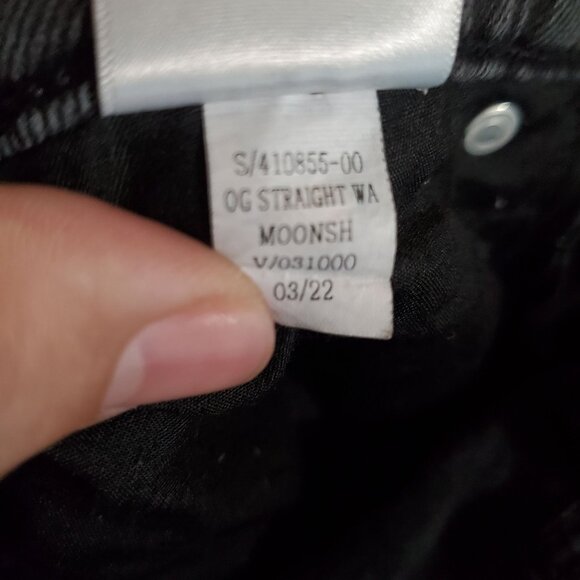 S/410855-00
OG STRAIGHT WA
MOONSH
V/031000
03/22